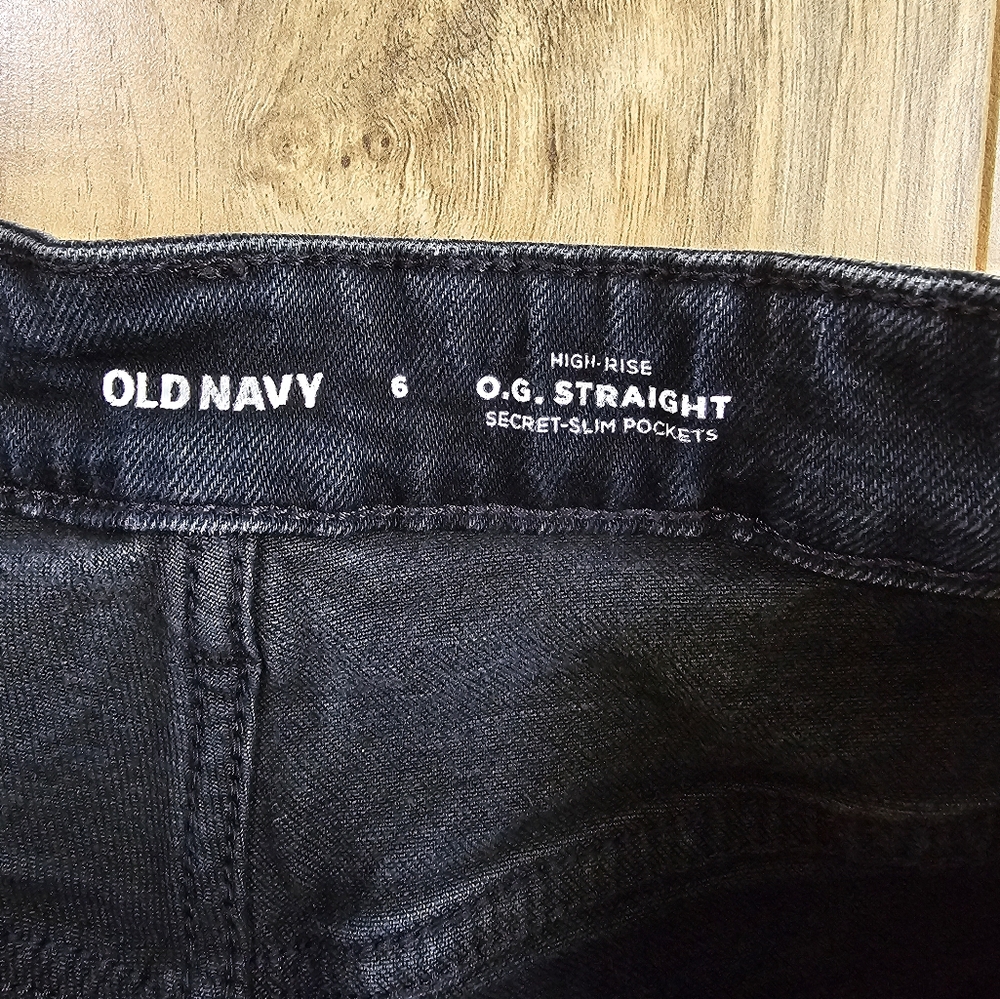 OLD NAVY
6
HIGH-RISE
O.G. STRAIGHT
SECRET-SLIM POCKETS